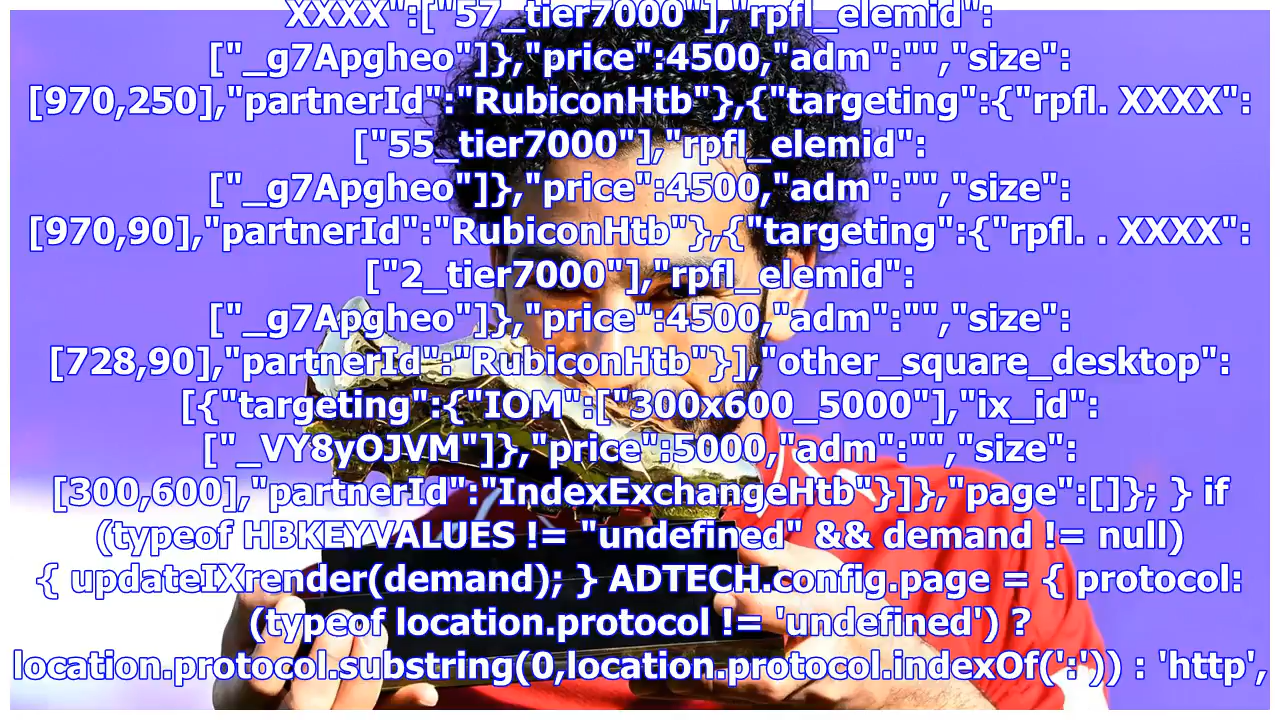 XXXX":["57_tier7000"],"rpfl_elemid":
["_g7Apgheo"]},"price":4500,"adm":"","size":
[970,250],"partnerId":"RubiconHtb"},{"targeting":{"rpfl. XXXX":
["55_tier7000"],"rpfl_elemid":
["_g7Apgheo"]},"price":4500,"adm":"","size":
[970,90],"partnerId":"RubiconHtb"},{"targeting":{"rpfl. . XXXX":
["2_tier7000"],"rpfl_elemid":
["_g7Apgheo"]},"price":4500,"adm":"","size":
[728,90],"partnerId":"RubiconHtb"}],"other_square_desktop":
[{"targeting":{"IOM":["300x600_5000"],"ix_id":
["_VY8yOJVM"]},"price":5000,"adm":"","size":
[300,600],"partnerId":"IndexExchangeHtb"}]},"page":[]}; } if
(typeof HBKEYVALUES != "undefined" && demand != null)
{ updateIXrender(demand); } ADTECH.config.page = { protocol:
(typeof location.protocol != 'undefined') ?
location.protocol.substring(0,location.protocol.indexOf(':')) : 'http',